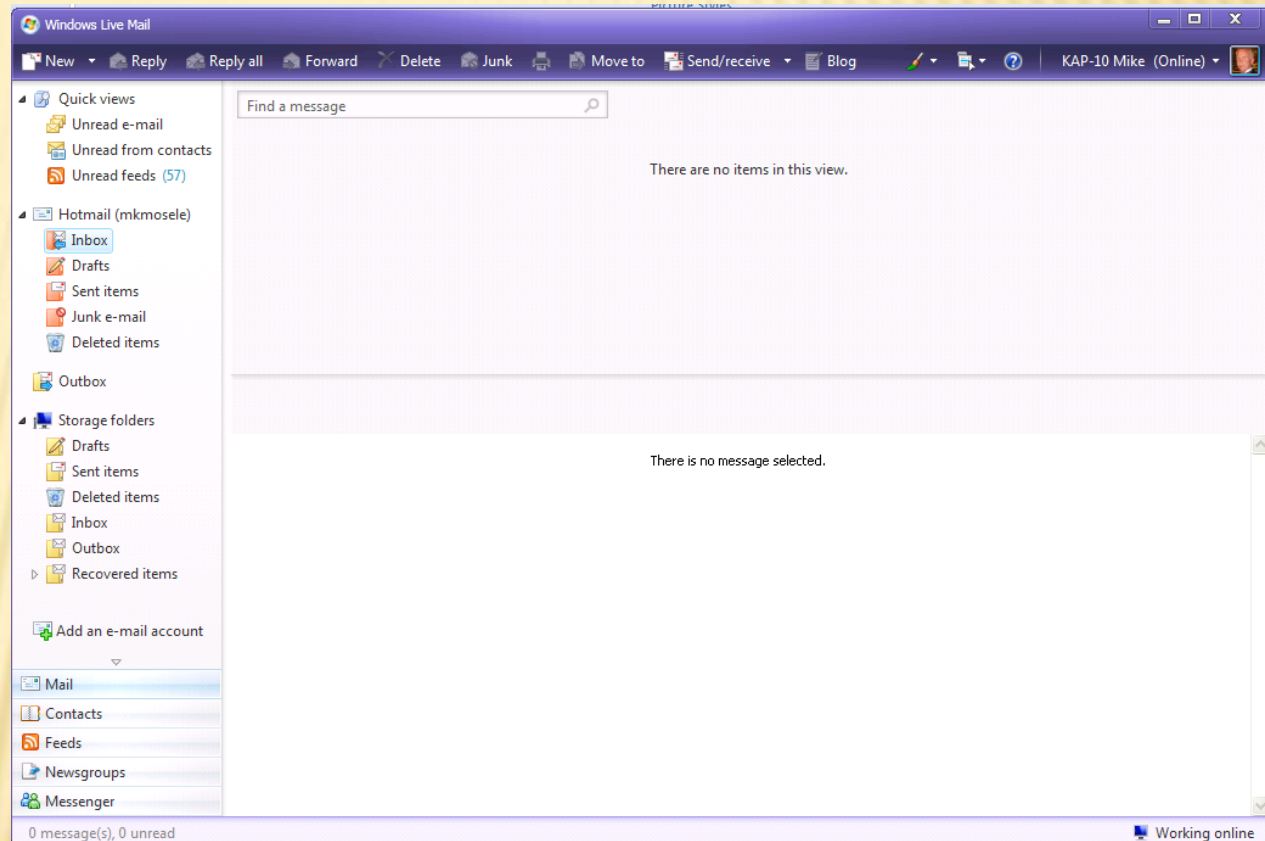 Picture Styles
Windows Live Mail
New Reply Reply all Forward Delete Junk Move to Send/receive Blog KAP-10 Mike (Online)
Quick views
Unread e-mail
Unread from contacts
Unread feeds (57)
Hotmail (mkmosele)
Inbox
Drafts
Sent items
Junk e-mail
Deleted items
Outbox
Storage folders
Drafts
Sent items
Deleted items
Inbox
Outbox
Recovered items
Add an e-mail account
Mail
Contacts
Feeds
Newsgroups
Messenger
Find a message
There are no items in this view.
There is no message selected.
0 message(s), 0 unread
Working online